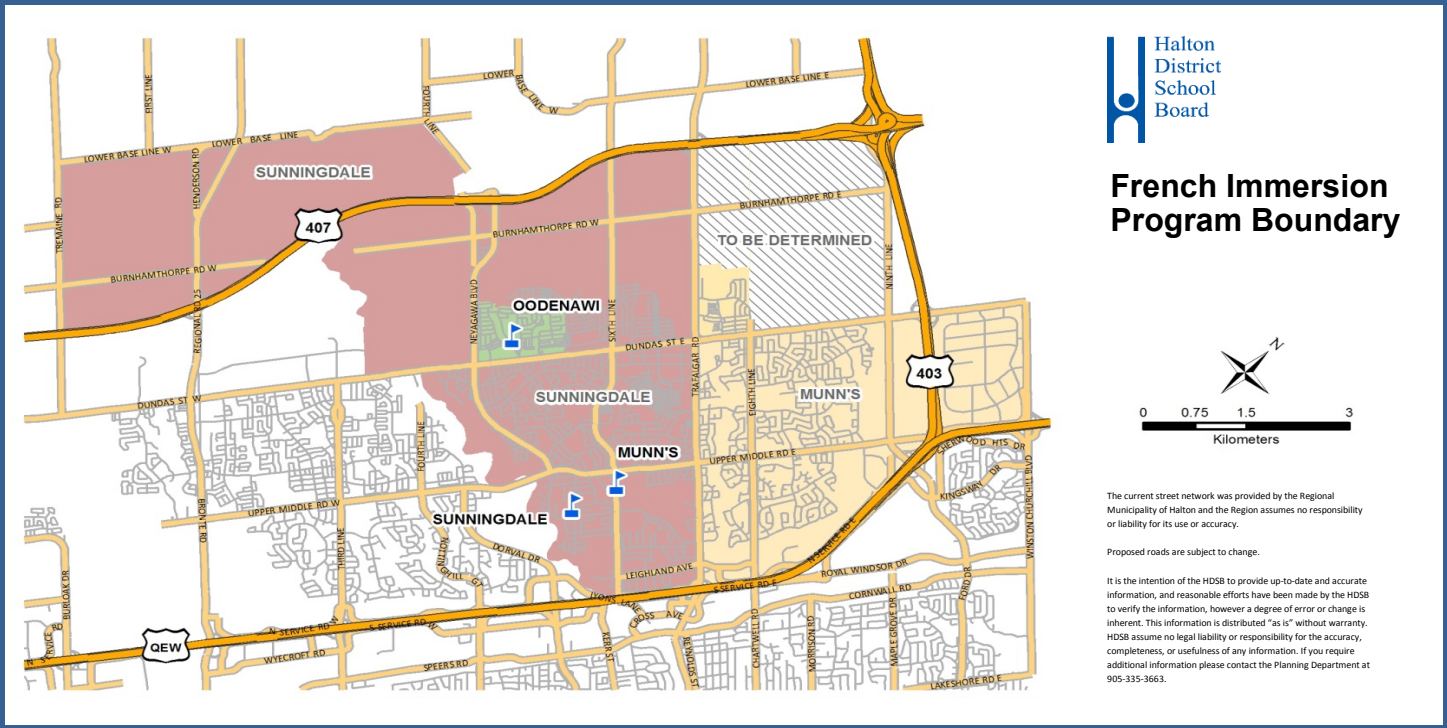 Halton
District
School
Board
French Immersion
Program Boundary
N
0 0.75 1.5 3
Kilometers
The current street network was provided by the Regional
Municipality of Halton and the Region assumes no responsibility
or liability for its use or accuracy.
Proposed roads are subject to change.
It is the intention of the HDSB to provide up-to-date and accurate
information, and reasonable efforts have been made by the HDSB
to verify the information, however a degree of error or change is
inherent. This information is distributed “as is” without warranty.
HDSB assume no legal liability or responsibility for the accuracy,
completeness, or usefulness of any information. If you require
additional information please contact the Planning Department at
905-335-3663.
LOWER BASE LINE W
LOWER BASE LINE E
FIRST LINE
FOURTH LINE
LOWER BASE LINE W
LOWER BASE LINE
HENDERSON RD
SUNNINGDALE
TREMAINE RD
407
BURNHAMTHORPE RD W
BURNHAMTHORPE RD W
BURNHAMTHORPE RD E
TO BE DETERMINED
NINTH LINE
REGIONAL RD 25
NEYAGAWA BLVD
OODENAWI
SIXTH LINE
DUNDAS ST E
TRAFALGAR RD
EIGHTH LINE
403
SUNNINGDALE
MUNN'S
DUNDAS ST W
FOURTH LINE
MUNN'S
UPPER MIDDLE RD E
SHERWOOD HTS DR
KINGSWAY DR
WINSTON CHURCHILL BLVD
SUNNINGDALE
UPPER MIDDLE RD W
BRONTE RD
THIRD LINE
NOTTINGHILL GT
DORVAL DR
LEIGHLAND AVE
N SERVICE RD E
S SERVICE RD E
ROYAL WINDSOR DR
CORNWALL RD
FORD DR
BURLOAK DR
LYONS LANE
CROSS AVE
N SERVICE RD W
S SERVICE RD W
QEW
N SERVICE RD
WYECROFT RD
SPEERS RD
KERR ST
REYNOLDS ST
CHARTWELL RD
MORRISON RD
MAPLE GROVE DR
LAKESHORE RD E